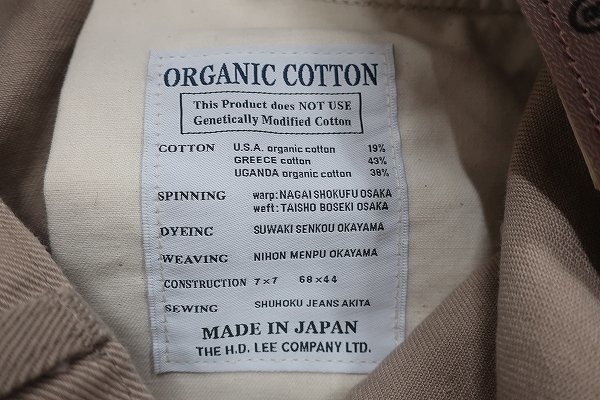 ORGANIC COTTON
This Product does NOT USE
Genetically Modified Cotton
COTTON U.S.A. organic cotton 19%
GREECE cotton 43%
UGANDA organic cotton 38%
SPINNING warp:NAGAI SHOKUFU OSAKA
weft:TAISHO BOSEKI OSAKA
DYEING SUWAKI SENKOU OKAYAMA
WEAVING NIHON MENPU OKAYAMA
CONSTRUCTION 7×7 68×44
SEWING SHUHOKU JEANS AKITA
MADE IN JAPAN
THE H.D. LEE COMPANY LTD.